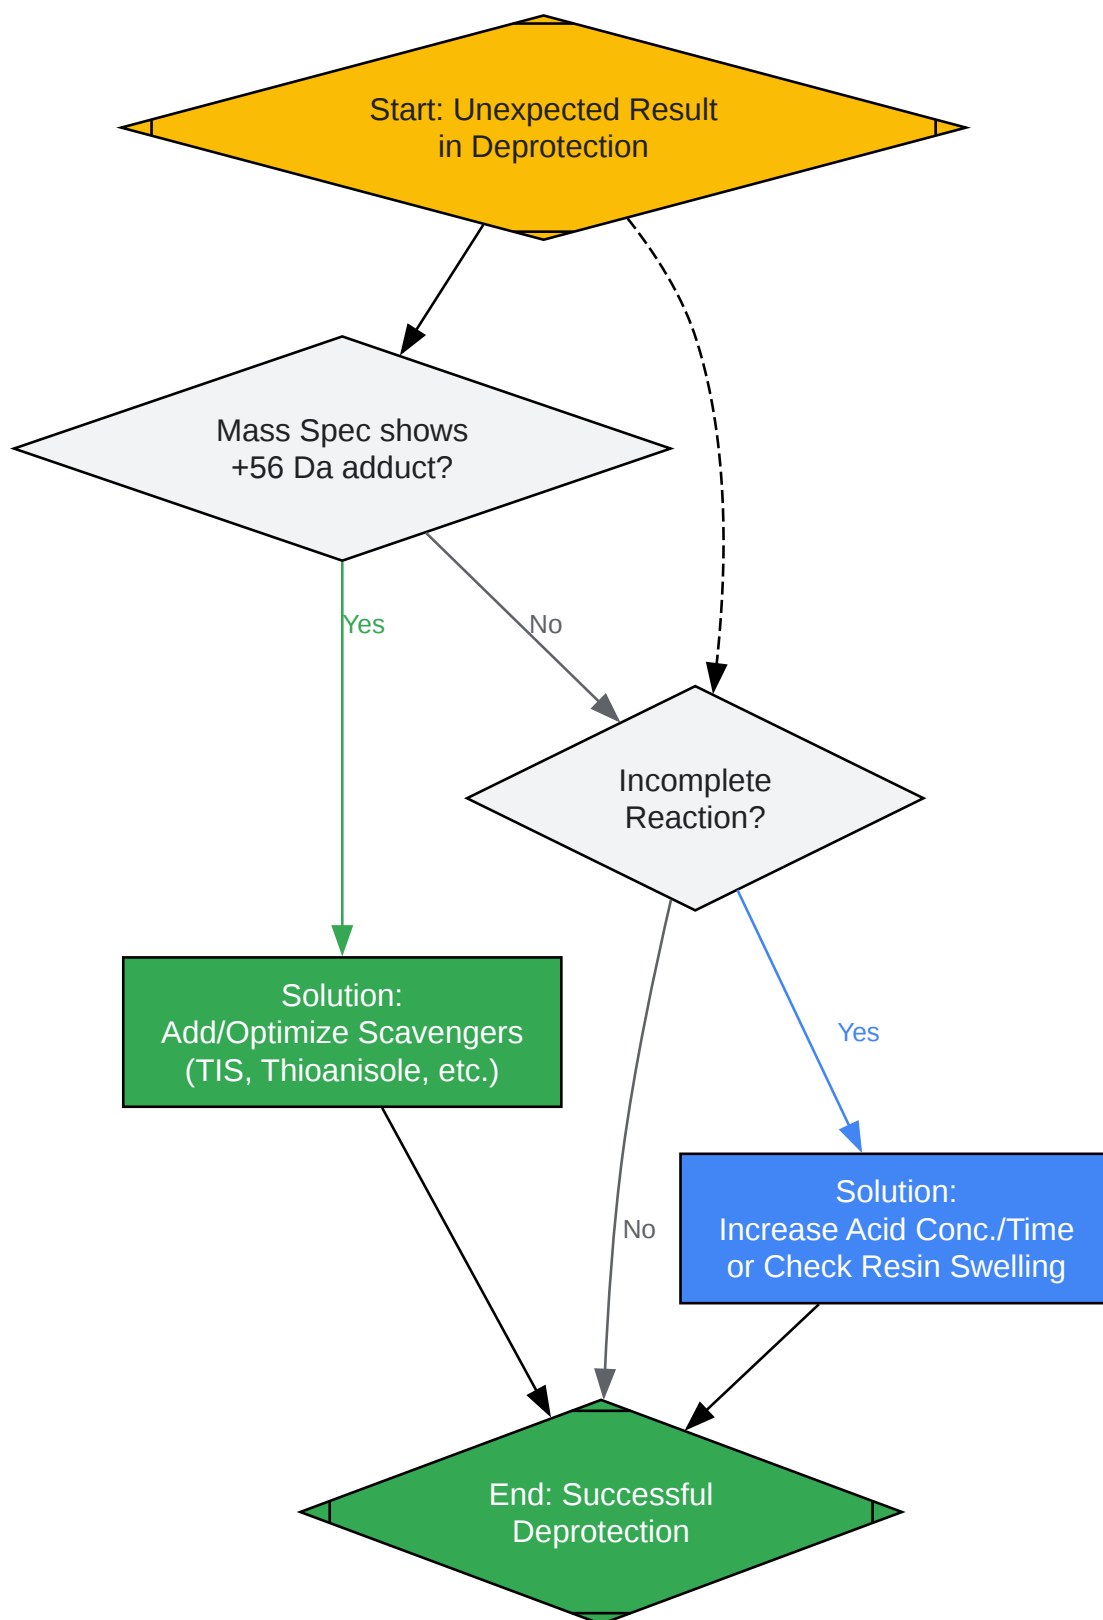 Start: Unexpected Result
in Deprotection
Mass Spec shows
+56 Da adduct?
Yes
No
Incomplete
Reaction?
Solution:
Add/Optimize Scavengers
(TIS, Thioanisole, etc.)
Yes
Solution:
Increase Acid Conc./Time
or Check Resin Swelling
No
End: Successful
Deprotection